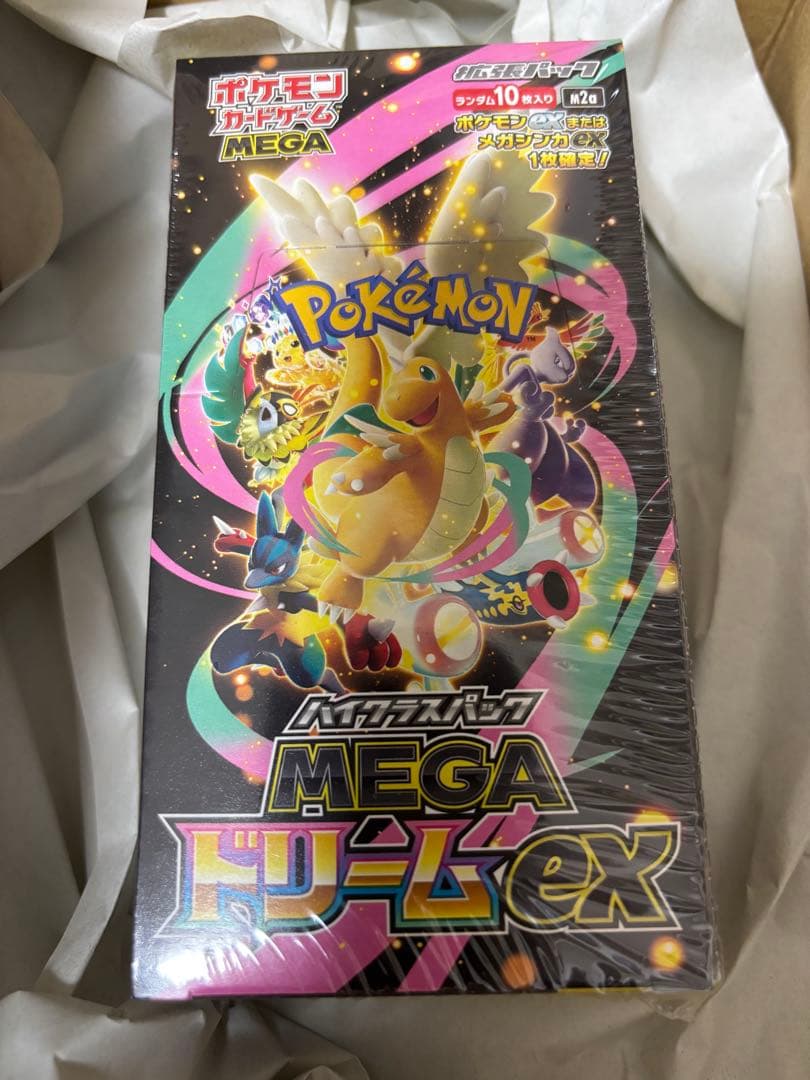 ポケモン
カードゲーム
MEGA
拡張パック
ランダム10枚入り M2a
ポケモンexまたは
メガシンカex
1枚確定!
POKÉMON
TM
ハイクラスパック
MEGA
ドリームex